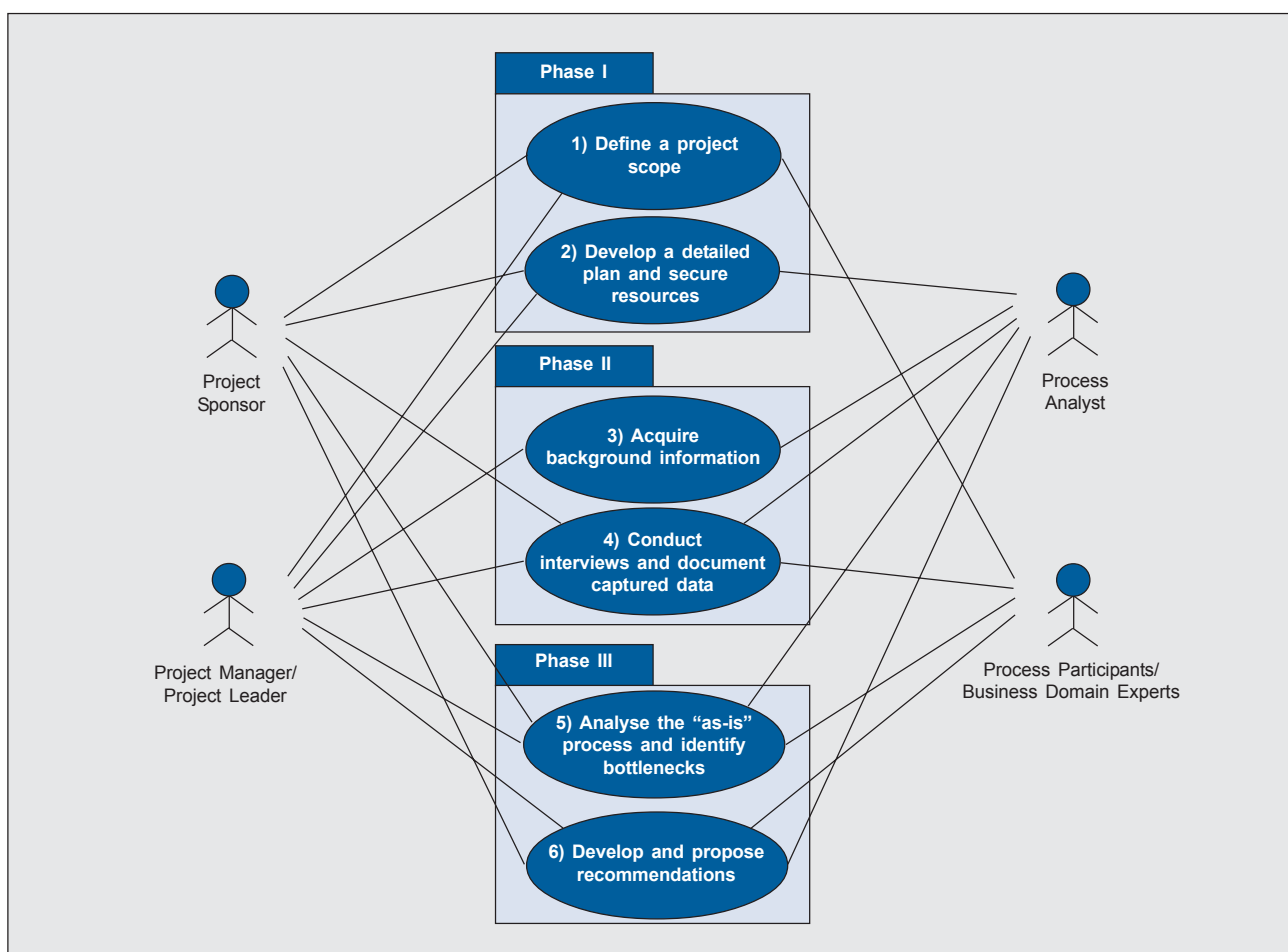 Phase I
1) Define a project
scope
2) Develop a detailed
plan and secure
resources
Project
Sponsor
Process
Analyst
Phase II
3) Acquire
background information
4) Conduct
interviews and document
captured data
Project Manager/
Project Leader
Process Participants/
Business Domain Experts
Phase III
5) Analyse the “as-is”
process and identify
bottlenecks
6) Develop and propose
recommendations